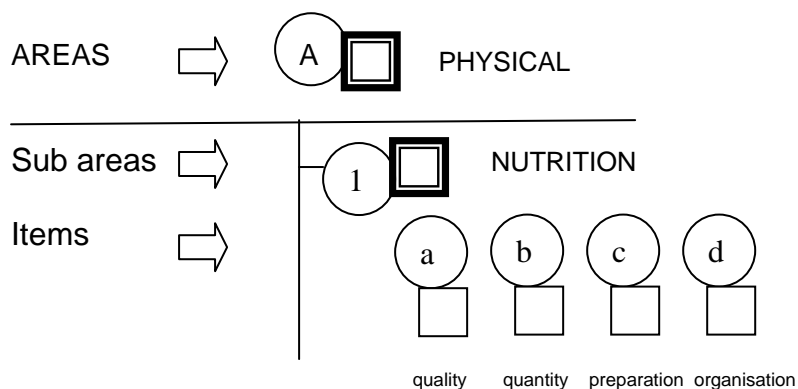 AREAS A PHYSICAL
Sub areas 1 NUTRITION
Items a b c d
quality quantity preparation organisation